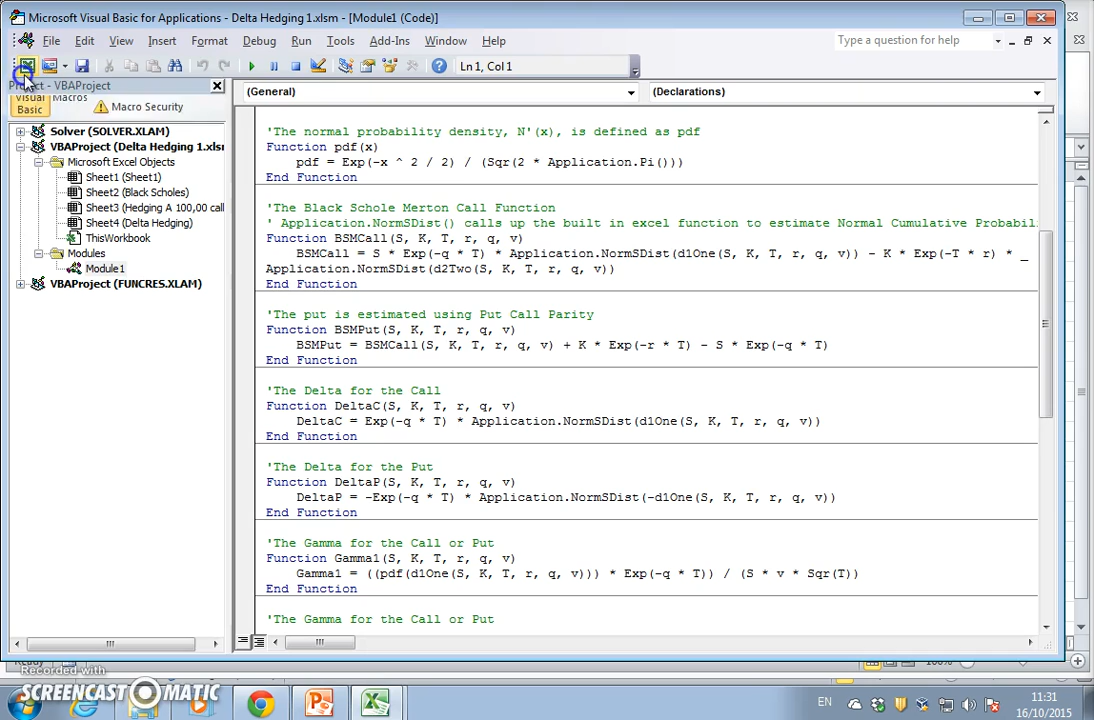 Microsoft Visual Basic for Applications - Delta Hedging 1.xlsm - [Module1 (Code)]
File Edit View Insert Format Debug Run Tools Add-Ins Window Help
Type a question for help
Ln 1, Col 1
- VBAProject
Visual Basic
Macros
Macro Security
(General)
(Declarations)
Solver (SOLVER.XLAM)
VBAProject (Delta Hedging 1.xlsm
Microsoft Excel Objects
Sheet1 (Sheet1)
Sheet2 (Black Scholes)
Sheet3 (Hedging A 100,00 call
Sheet4 (Delta Hedging)
ThisWorkbook
Modules
Module1
VBAProject (FUNCRES.XLAM)
'The normal probability density, N'(x), is defined as pdf
Function pdf(x)
pdf = Exp(-x ^ 2 / 2) / (Sqr(2 * Application.Pi()))
End Function
'The Black Schole Merton Call Function
' Application.NormSDist() calls up the built in excel function to estimate Normal Cumulative Probabil
Function BSMCall(S, K, T, r, q, v)
BSMCall = S * Exp(-q * T) * Application.NormSDist(d1One(S, K, T, r, q, v)) - K * Exp(-T * r) * _
Application.NormSDist(d2Two(S, K, T, r, q, v))
End Function
'The put is estimated using Put Call Parity
Function BSMPut(S, K, T, r, q, v)
BSMPut = BSMCall(S, K, T, r, q, v) + K * Exp(-r * T) - S * Exp(-q * T)
End Function
'The Delta for the Call
Function DeltaC(S, K, T, r, q, v)
DeltaC = Exp(-q * T) * Application.NormSDist(d1One(S, K, T, r, q, v))
End Function
'The Delta for the Put
Function DeltaP(S, K, T, r, q, v)
DeltaP = -Exp(-q * T) * Application.NormSDist(-d1One(S, K, T, r, q, v))
End Function
'The Gamma for the Call or Put
Function Gamma1(S, K, T, r, q, v)
Gamma1 = ((pdf(d1One(S, K, T, r, q, v))) * Exp(-q * T)) / (S * v * Sqr(T))
End Function
'The Gamma for the Call or Put
Ready
100%
Recorded with
SCREENCAST-O-MATIC
EN
11:31
16/10/2015